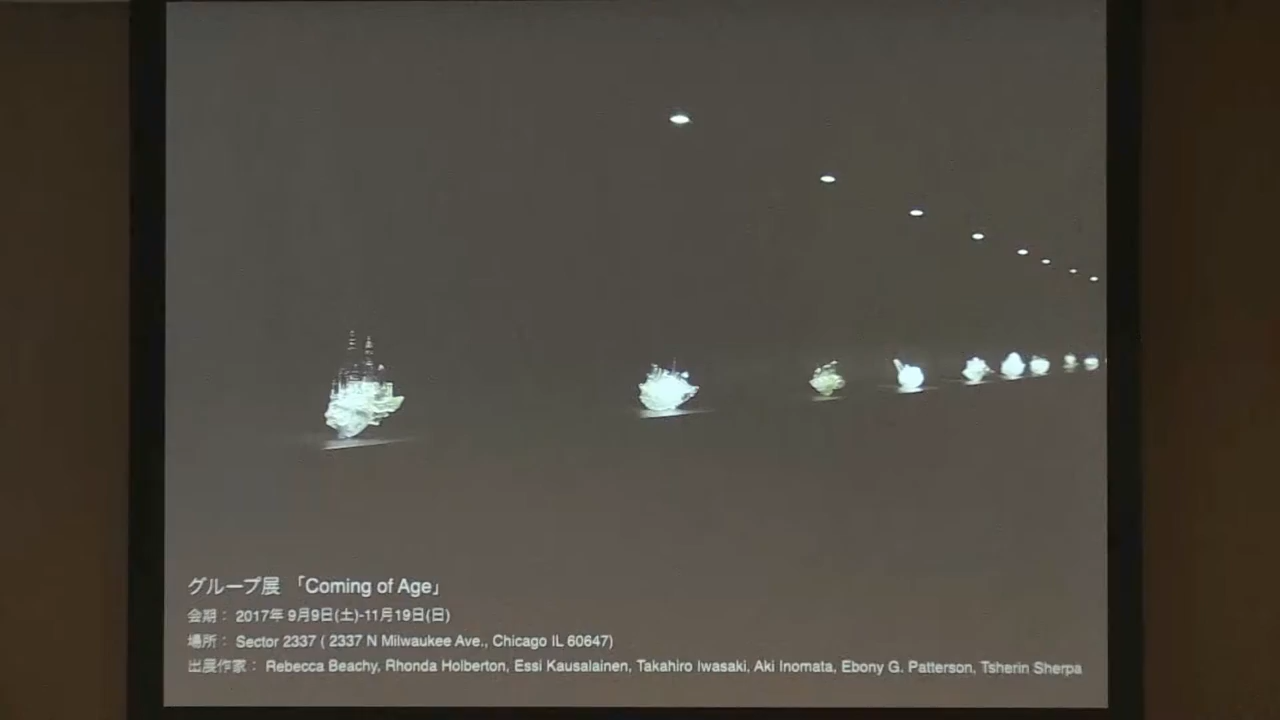 グループ展 「Coming of Age」
会期： 2017年 9月9日(土)-11月19日(日)
場所： Sector 2337 ( 2337 N Milwaukee Ave., Chicago IL 60647)
出展作家： Rebecca Beachy, Rhonda Holberton, Essi Kausalainen, Takahiro Iwasaki, Aki Inomata, Ebony G. Patterson, Tsherin Sherpa